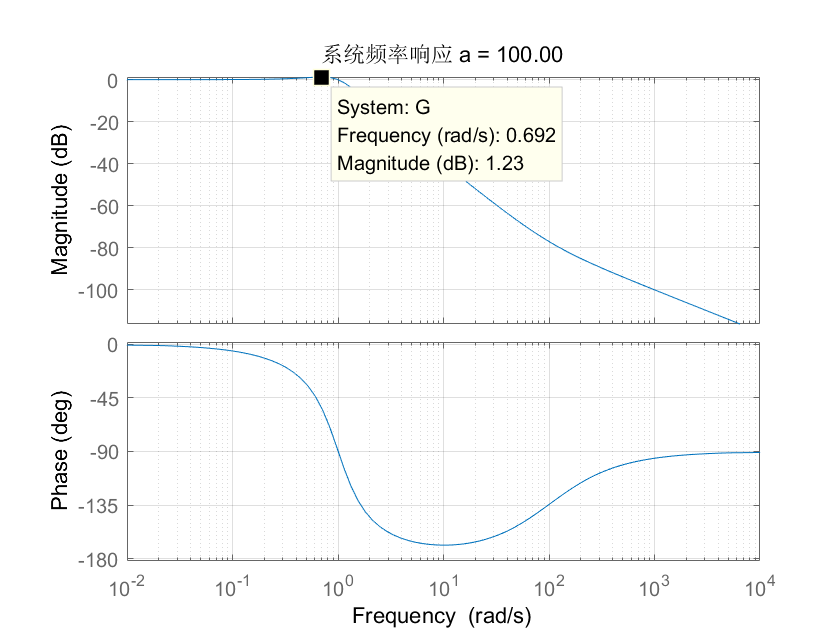 系统频率响应 a = 100.00
0
-20
-40
-60
-80
-100
Magnitude (dB)
System: G
Frequency (rad/s): 0.692
Magnitude (dB): 1.23
0
-45
-90
-135
-180
Phase (deg)
10^-2
10^-1
10^0
10^1
10^2
10^3
10^4
Frequency (rad/s)